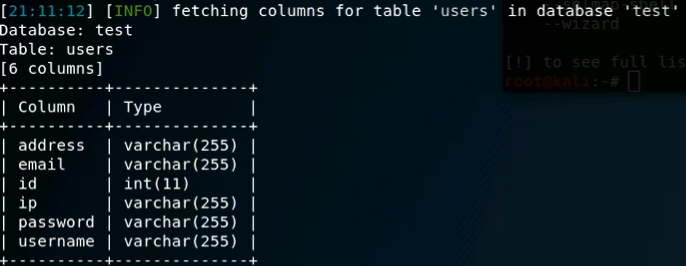 [21:11:12] [INFO] fetching columns for table 'users' in database 'test'
Database: test
Table: users
[6 columns]
+----------+--------------+
| Column   | Type         |
+----------+--------------+
| address  | varchar(255) |
| email    | varchar(255) |
| id       | int(11)      |
| ip       | varchar(255) |
| password | varchar(255) |
| username | varchar(255) |
+----------+--------------+
--wizard
[!] to see full lis
root@kali:~#